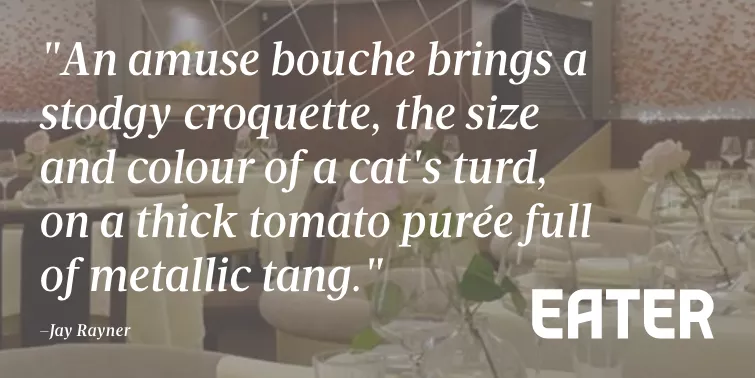 "An amuse bouche brings a
stodgy croquette, the size
and colour of a cat's turd,
on a thick tomato purée full
of metallic tang."
–Jay Rayner
EATER